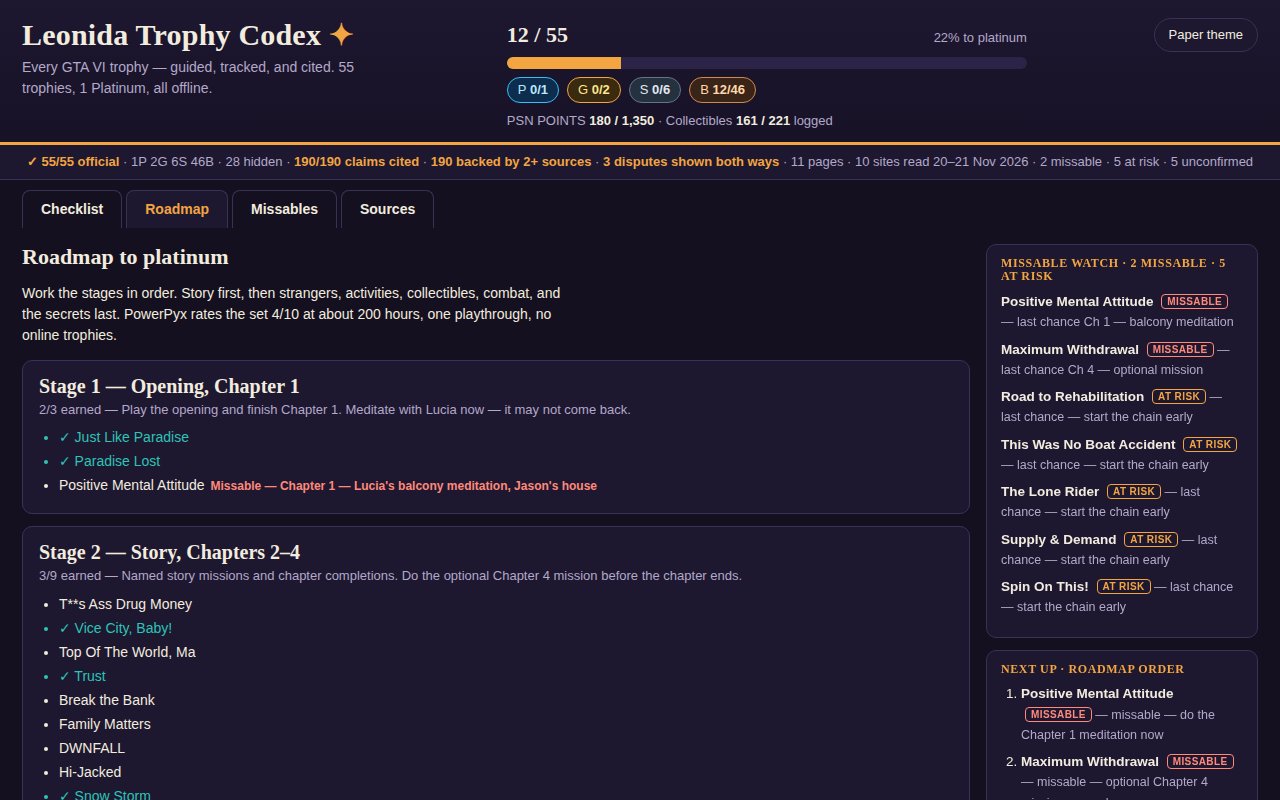 Leonida Trophy Codex ✦
Every GTA VI trophy — guided, tracked, and cited. 55
trophies, 1 Platinum, all offline.
12 / 55
22% to platinum
P 0/1
G 0/2
S 0/6
B 12/46
PSN POINTS 180 / 1,350 · Collectibles 161 / 221 logged
Paper theme
✓ 55/55 official · 1P 2G 6S 46B · 28 hidden · 190/190 claims cited · 190 backed by 2+ sources · 3 disputes shown both ways · 11 pages · 10 sites read 20–21 Nov 2026 · 2 missable · 5 at risk · 5 unconfirmed
Checklist
Roadmap
Missables
Sources
Roadmap to platinum
Work the stages in order. Story first, then strangers, activities, collectibles, combat, and
the secrets last. PowerPyx rates the set 4/10 at about 200 hours, one playthrough, no
online trophies.
Stage 1 — Opening, Chapter 1
2/3 earned — Play the opening and finish Chapter 1. Meditate with Lucia now — it may not come back.
• ✓ Just Like Paradise
• ✓ Paradise Lost
• Positive Mental Attitude Missable — Chapter 1 — Lucia's balcony meditation, Jason's house
Stage 2 — Story, Chapters 2–4
3/9 earned — Named story missions and chapter completions. Do the optional Chapter 4 mission before the chapter ends.
• T**s Ass Drug Money
• ✓ Vice City, Baby!
• Top Of The World, Ma
• ✓ Trust
• Break the Bank
• Family Matters
• DWNFALL
• Hi-Jacked
• ✓ Snow Storm
MISSABLE WATCH · 2 MISSABLE · 5
AT RISK
Positive Mental Attitude MISSABLE
— last chance Ch 1 — balcony meditation
Maximum Withdrawal MISSABLE —
last chance Ch 4 — optional mission
Road to Rehabilitation AT RISK —
last chance — start the chain early
This Was No Boat Accident AT RISK
— last chance — start the chain early
The Lone Rider AT RISK — last
chance — start the chain early
Supply & Demand AT RISK — last
chance — start the chain early
Spin On This! AT RISK — last chance
— start the chain early
NEXT UP · ROADMAP ORDER
1. Positive Mental Attitude
MISSABLE — missable — do the
Chapter 1 meditation now
2. Maximum Withdrawal MISSABLE
— missable — optional Chapter 4